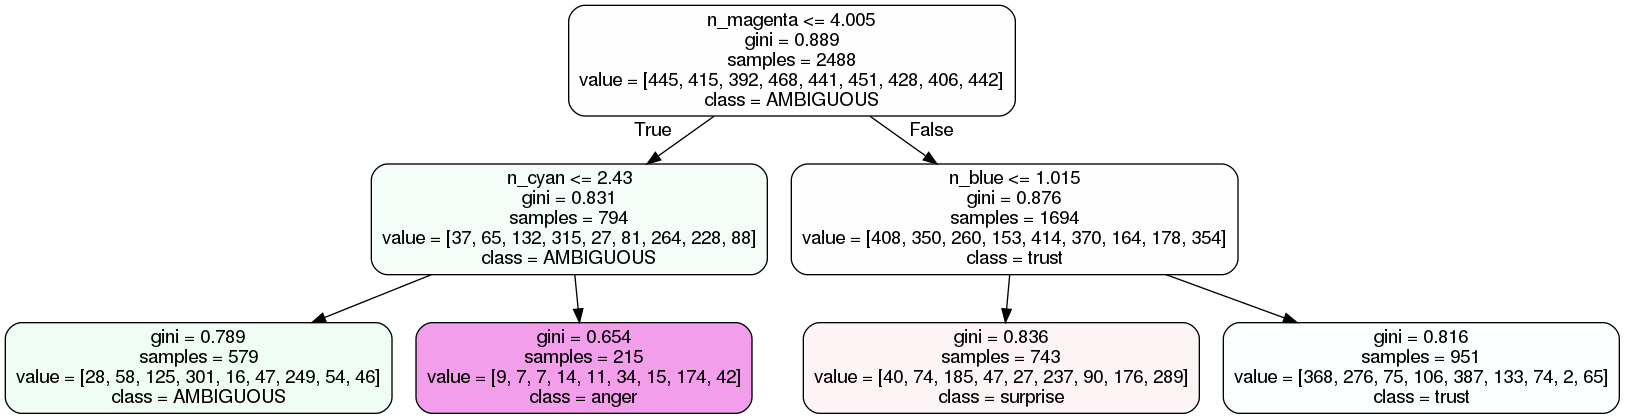 n_magenta <= 4.005
gini = 0.889
samples = 2488
value = [445, 415, 392, 468, 441, 451, 428, 406, 442]
class = AMBIGUOUS
True
False
n_cyan <= 2.43
gini = 0.831
samples = 794
value = [37, 65, 132, 315, 27, 81, 264, 228, 88]
class = AMBIGUOUS
n_blue <= 1.015
gini = 0.876
samples = 1694
value = [408, 350, 260, 153, 414, 370, 164, 178, 354]
class = trust
gini = 0.789
samples = 579
value = [28, 58, 125, 301, 16, 47, 249, 54, 46]
class = AMBIGUOUS
gini = 0.654
samples = 215
value = [9, 7, 7, 14, 11, 34, 15, 174, 42]
class = anger
gini = 0.836
samples = 743
value = [40, 74, 185, 47, 27, 237, 90, 176, 289]
class = surprise
gini = 0.816
samples = 951
value = [368, 276, 75, 106, 387, 133, 74, 2, 65]
class = trust